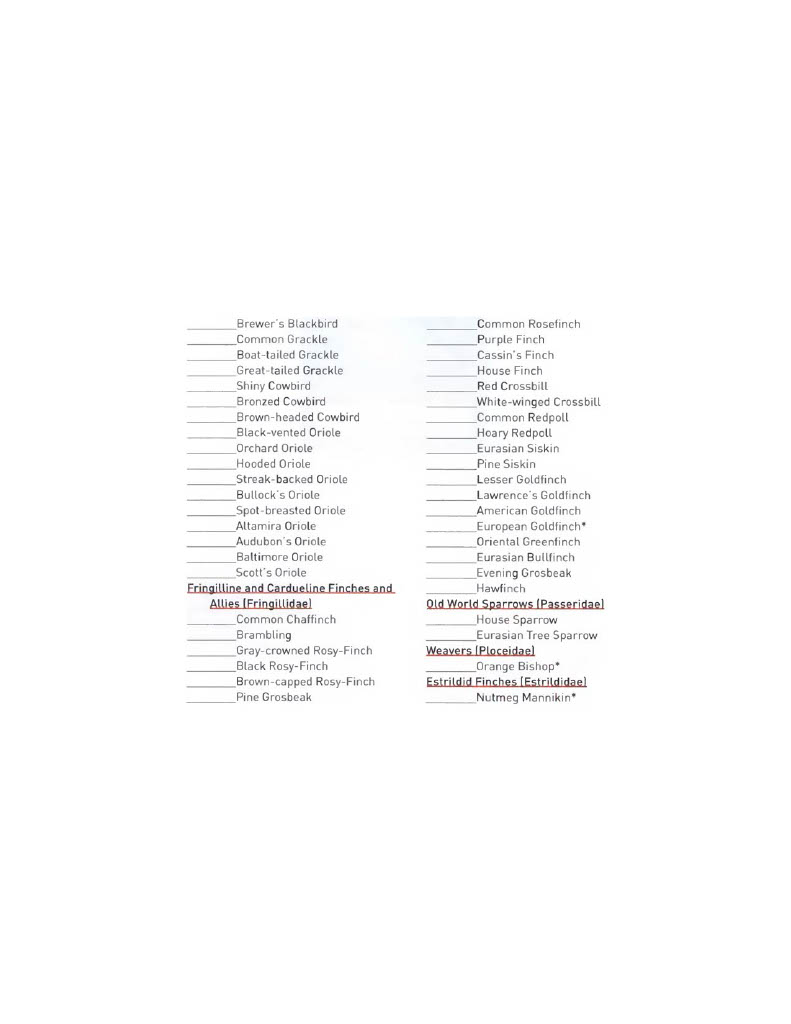 ________Brewer's Blackbird
________Common Grackle
________Boat-tailed Grackle
________Great-tailed Grackle
________Shiny Cowbird
________Bronzed Cowbird
________Brown-headed Cowbird
________Black-vented Oriole
________Orchard Oriole
________Hooded Oriole
________Streak-backed Oriole
________Bullock's Oriole
________Spot-breasted Oriole
________Altamira Oriole
________Audubon's Oriole
________Baltimore Oriole
________Scott's Oriole
Fringilline and Cardueline Finches and
Allies (Fringillidae)
________Common Chaffinch
________Brambling
________Gray-crowned Rosy-Finch
________Black Rosy-Finch
________Brown-capped Rosy-Finch
________Pine Grosbeak
________Common Rosefinch
________Purple Finch
________Cassin's Finch
________House Finch
________Red Crossbill
________White-winged Crossbill
________Common Redpoll
________Hoary Redpoll
________Eurasian Siskin
________Pine Siskin
________Lesser Goldfinch
________Lawrence's Goldfinch
________American Goldfinch
________European Goldfinch*
________Oriental Greenfinch
________Eurasian Bullfinch
________Evening Grosbeak
________Hawfinch
Old World Sparrows (Passeridae)
________House Sparrow
________Eurasian Tree Sparrow
Weavers (Ploceidae)
________Orange Bishop*
Estrildid Finches (Estrildidae)
________Nutmeg Mannikin*